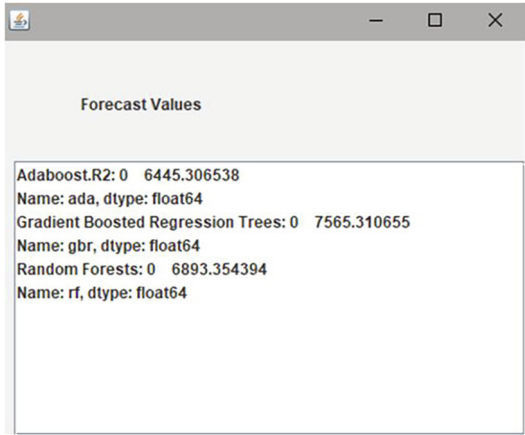 Forecast Values
Adaboost.R2: 0 6445.306538
Name: ada, dtype: float64
Gradient Boosted Regression Trees: 0 7565.310655
Name: gbr, dtype: float64
Random Forests: 0 6893.354394
Name: rf, dtype: float64